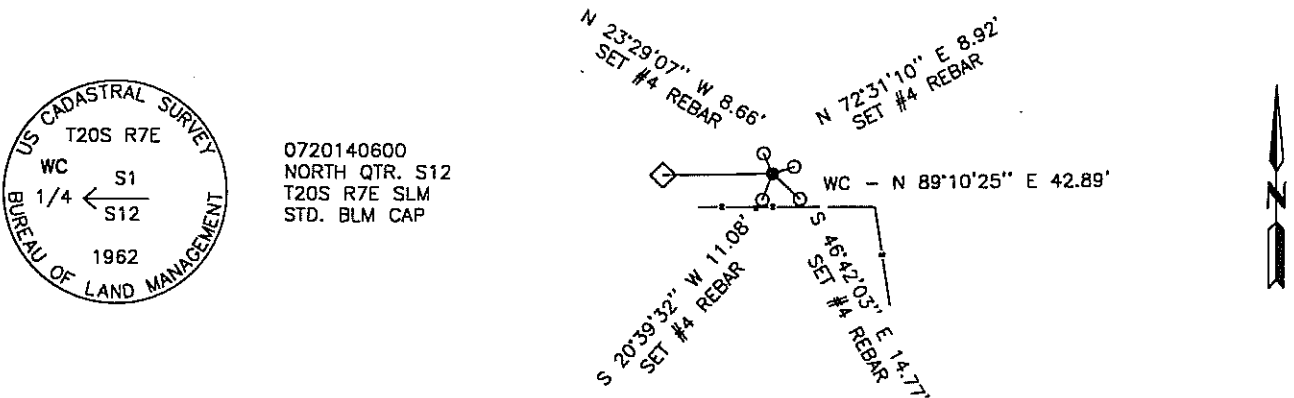 US CADASTRAL SURVEY
T20S R7E
WC
S1
1/4
S12
1962
BUREAU OF LAND MANAGEMENT
0720140600
NORTH QTR. S12
T20S R7E SLM
STD. BLM CAP
N 23°29'07'' W 8.66'
SET #4 REBAR
N 72°31'10'' E 8.92'
SET #4 REBAR
WC - N 89°10'25'' E 42.89'
S 20°39'32'' W 11.08'
SET #4 REBAR
S 46°42'03'' E 14.77'
SET #4 REBAR
N